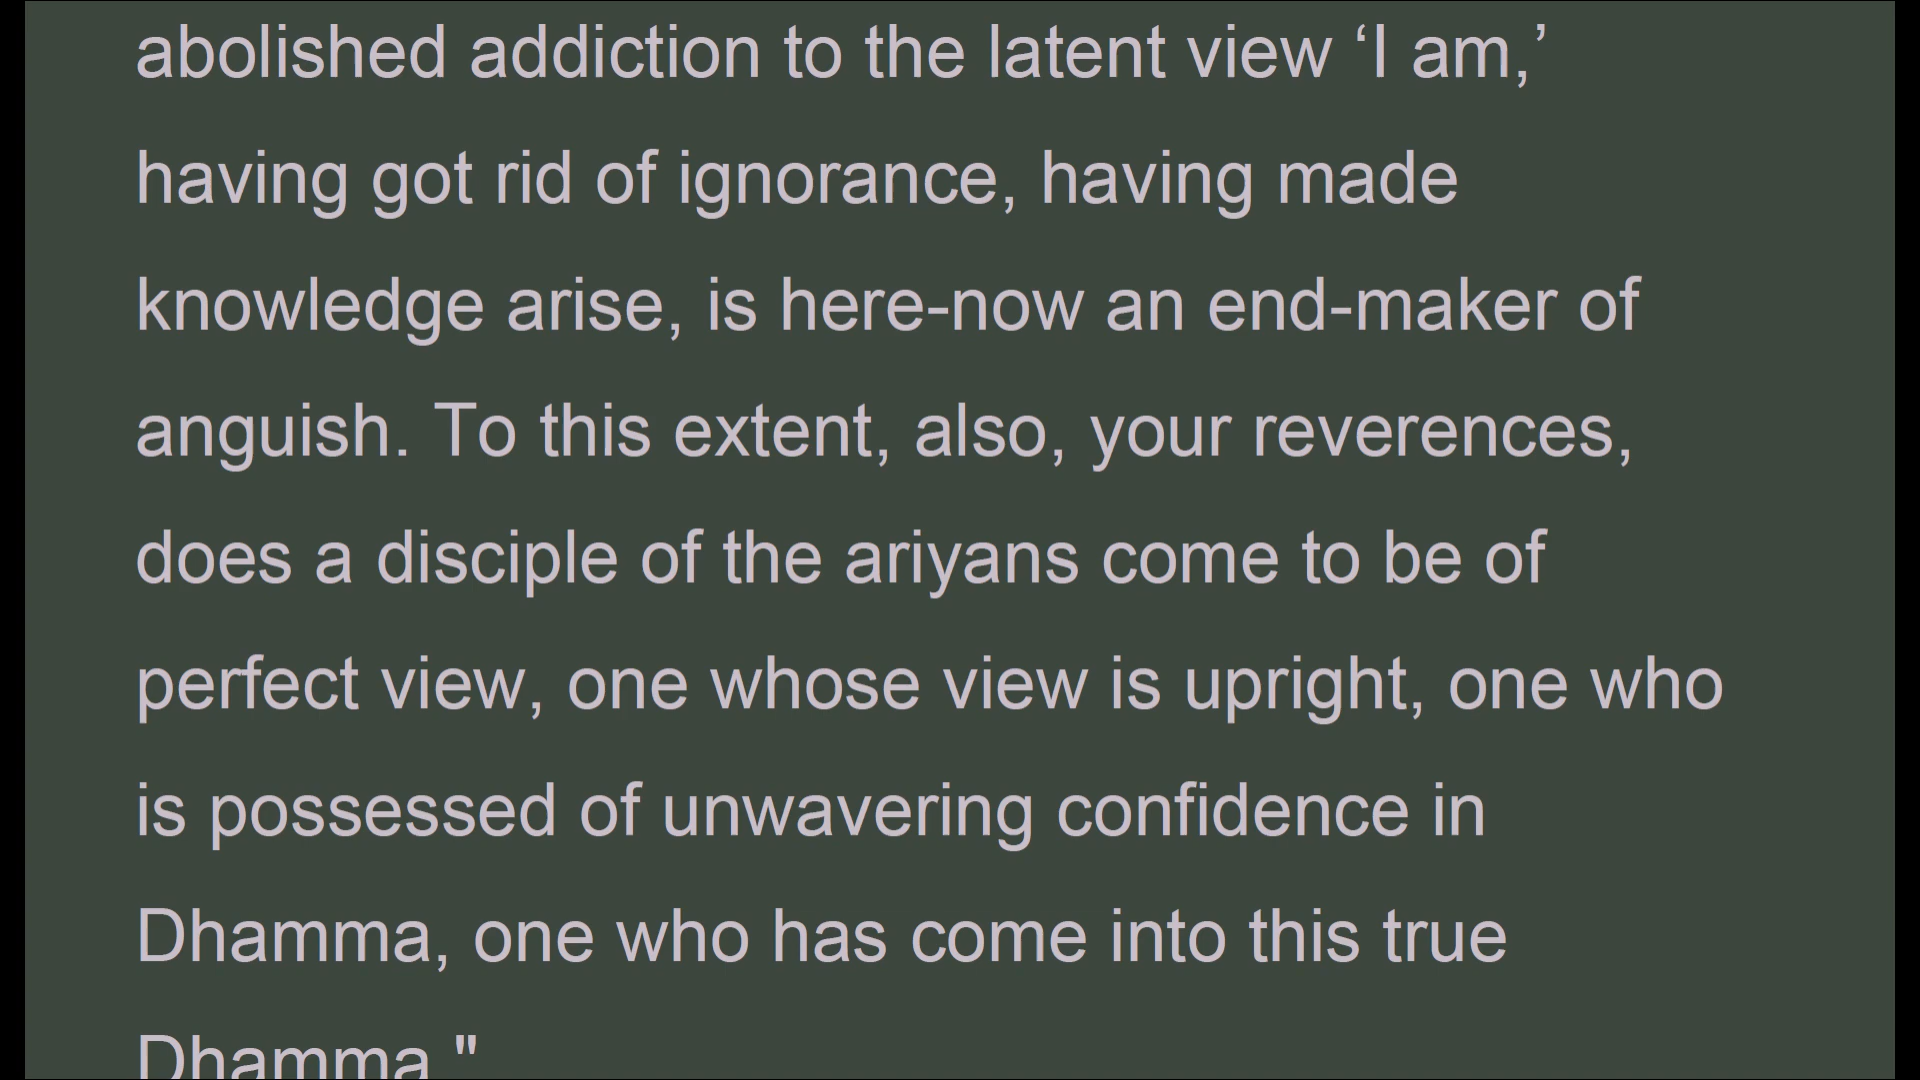 abolished addiction to the latent view ‘I am,’
having got rid of ignorance, having made
knowledge arise, is here-now an end-maker of
anguish. To this extent, also, your reverences,
does a disciple of the ariyans come to be of
perfect view, one whose view is upright, one who
is possessed of unwavering confidence in
Dhamma, one who has come into this true
Dhamma."